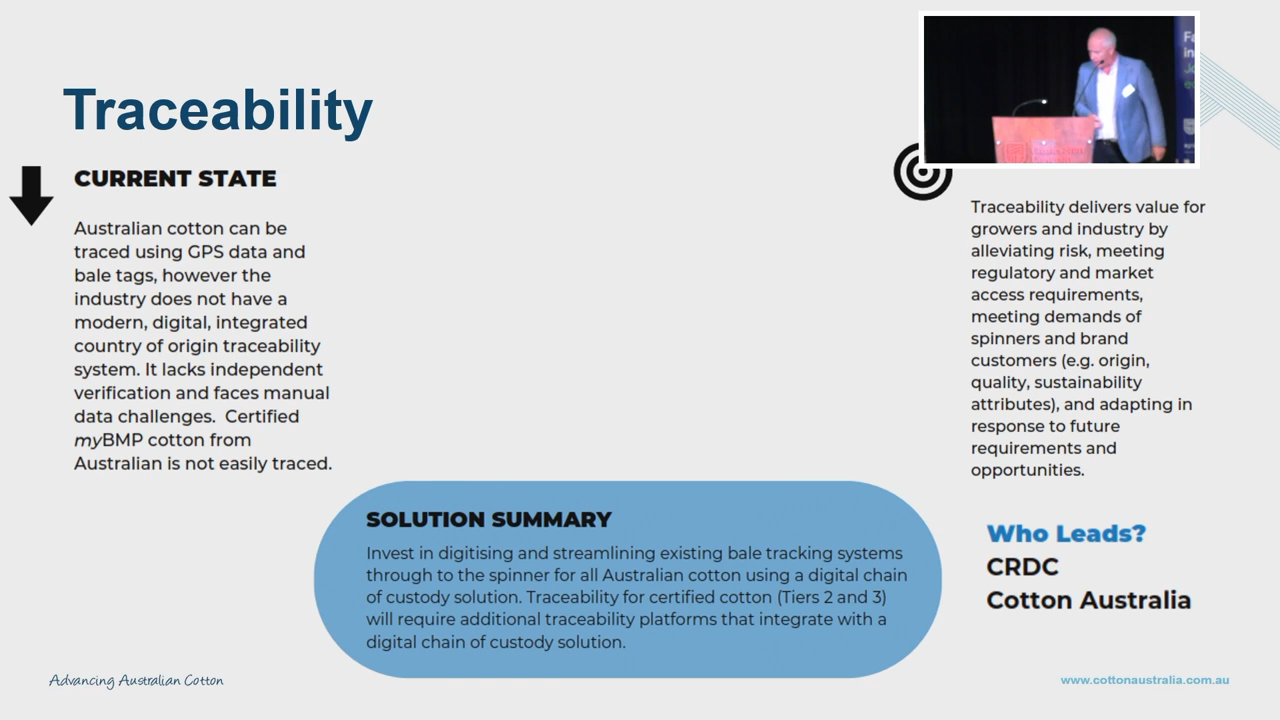 Traceability
CURRENT STATE
Australian cotton can be
traced using GPS data and
bale tags, however the
industry does not have a
modern, digital, integrated
country of origin traceability
system. It lacks independent
verification and faces manual
data challenges. Certified
myBMP cotton from
Australian is not easily traced.
Traceability delivers value for
growers and industry by
alleviating risk, meeting
regulatory and market
access requirements,
meeting demands of
spinners and brand
customers (e.g. origin,
quality, sustainability
attributes), and adapting in
response to future
requirements and
opportunities.
SOLUTION SUMMARY
Invest in digitising and streamlining existing bale tracking systems
through to the spinner for all Australian cotton using a digital chain
of custody solution. Traceability for certified cotton (Tiers 2 and 3)
will require additional traceability platforms that integrate with a
digital chain of custody solution.
Who Leads?
CRDC
Cotton Australia
Advancing Australian Cotton
www.cottonaustralia.com.au